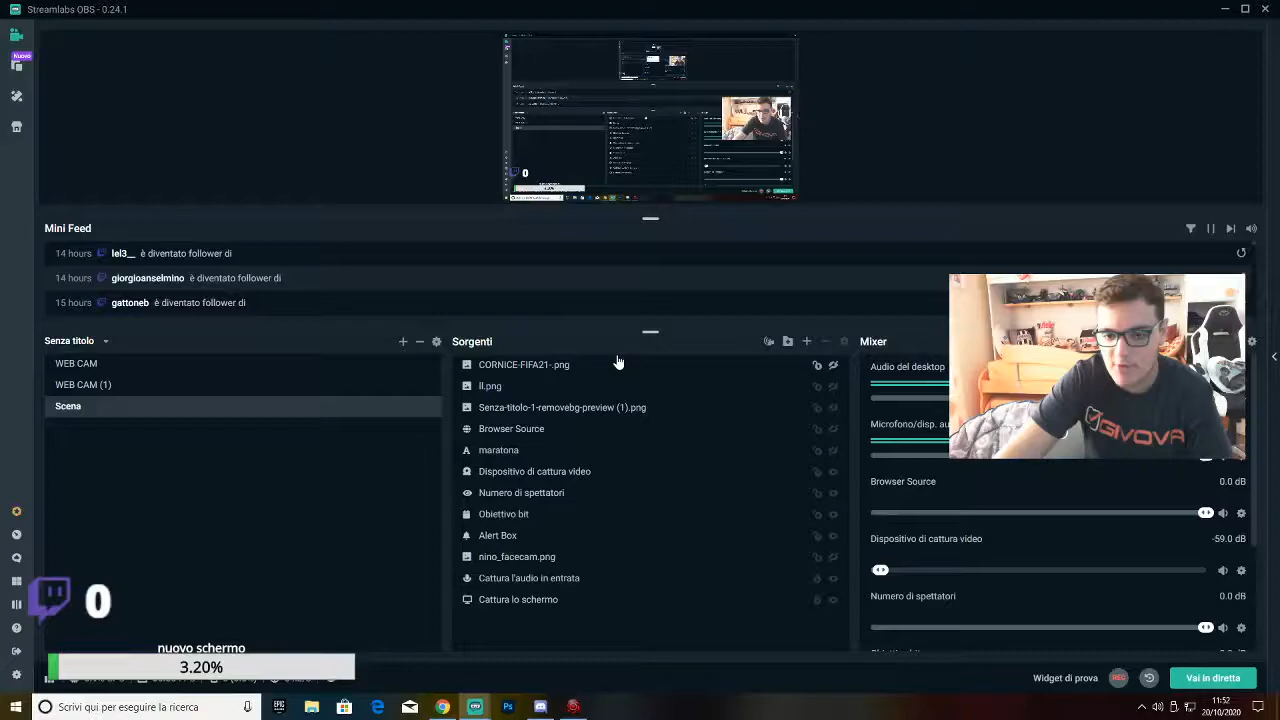 Streamlabs OBS - 0.24.1
Nuovo
0
Mini Feed
14 hours lel3__ è diventato follower di
14 hours giorgioanselmino è diventato follower di
15 hours gattoneb è diventato follower di
Senza titolo
WEB CAM
WEB CAM (1)
Scena
Sorgenti
CORNICE-FIFA21-.png
ll.png
Senza-titolo-1-removebg-preview (1).png
Browser Source
maratona
Dispositivo di cattura video
Numero di spettatori
Obiettivo bit
Alert Box
nino_facecam.png
Cattura l'audio in entrata
Cattura lo schermo
Mixer
Audio del desktop
Microfono/disp. au
Browser Source 0.0 dB
Dispositivo di cattura video -59.0 dB
Numero di spettatori 0.0 dB
GIVOVA
0
nuovo schermo
3.20%
Widget di prova
REC
Vai in diretta
Scrivi qui per eseguire la ricerca
EPIC
Ps
11:52
20/10/2020